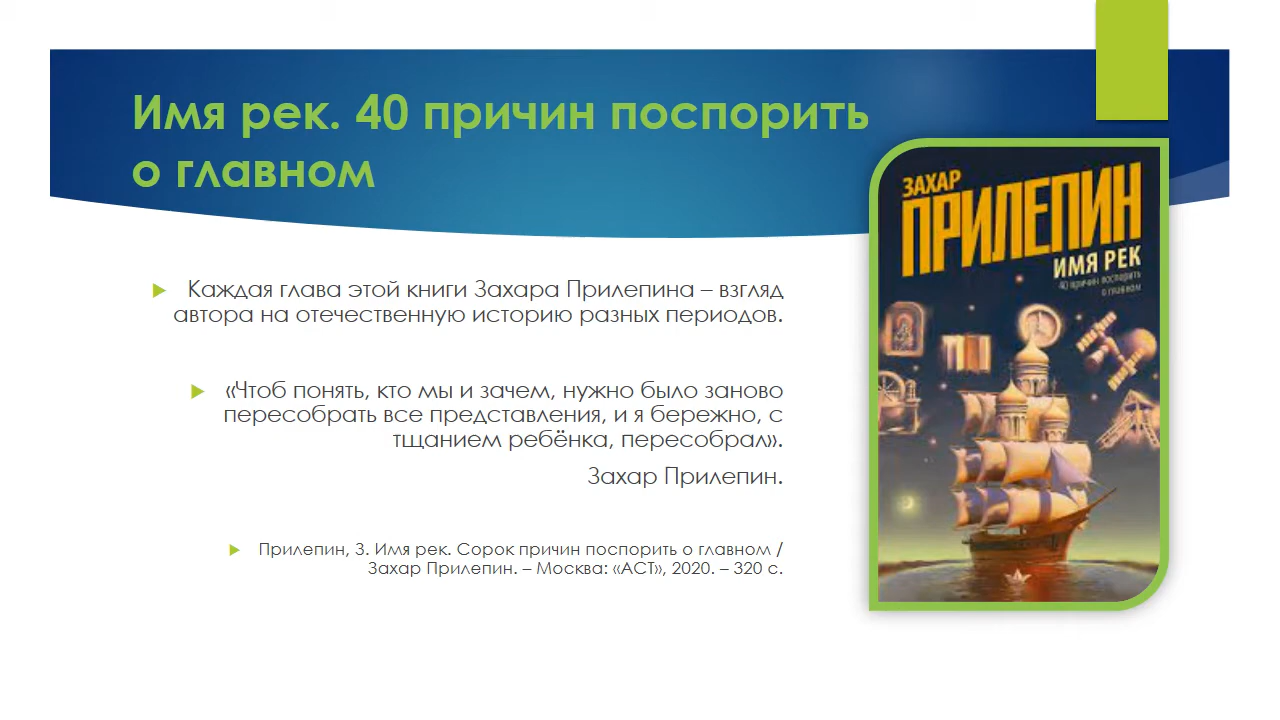 Имя рек. 40 причин поспорить
о главном
Каждая глава этой книги Захара Прилепина – взгляд
автора на отечественную историю разных периодов.
«Чтоб понять, кто мы и зачем, нужно было заново
пересобрать все представления, и я бережно, с
тщанием ребёнка, пересобрал».
Захар Прилепин.
Прилепин, З. Имя рек. Сорок причин поспорить о главном /
Захар Прилепин. – Москва: «АСТ», 2020. – 320 с.
ЗАХАР
ПРИЛЕПИН
ИМЯ РЕК
40 причин поспорить
о главном